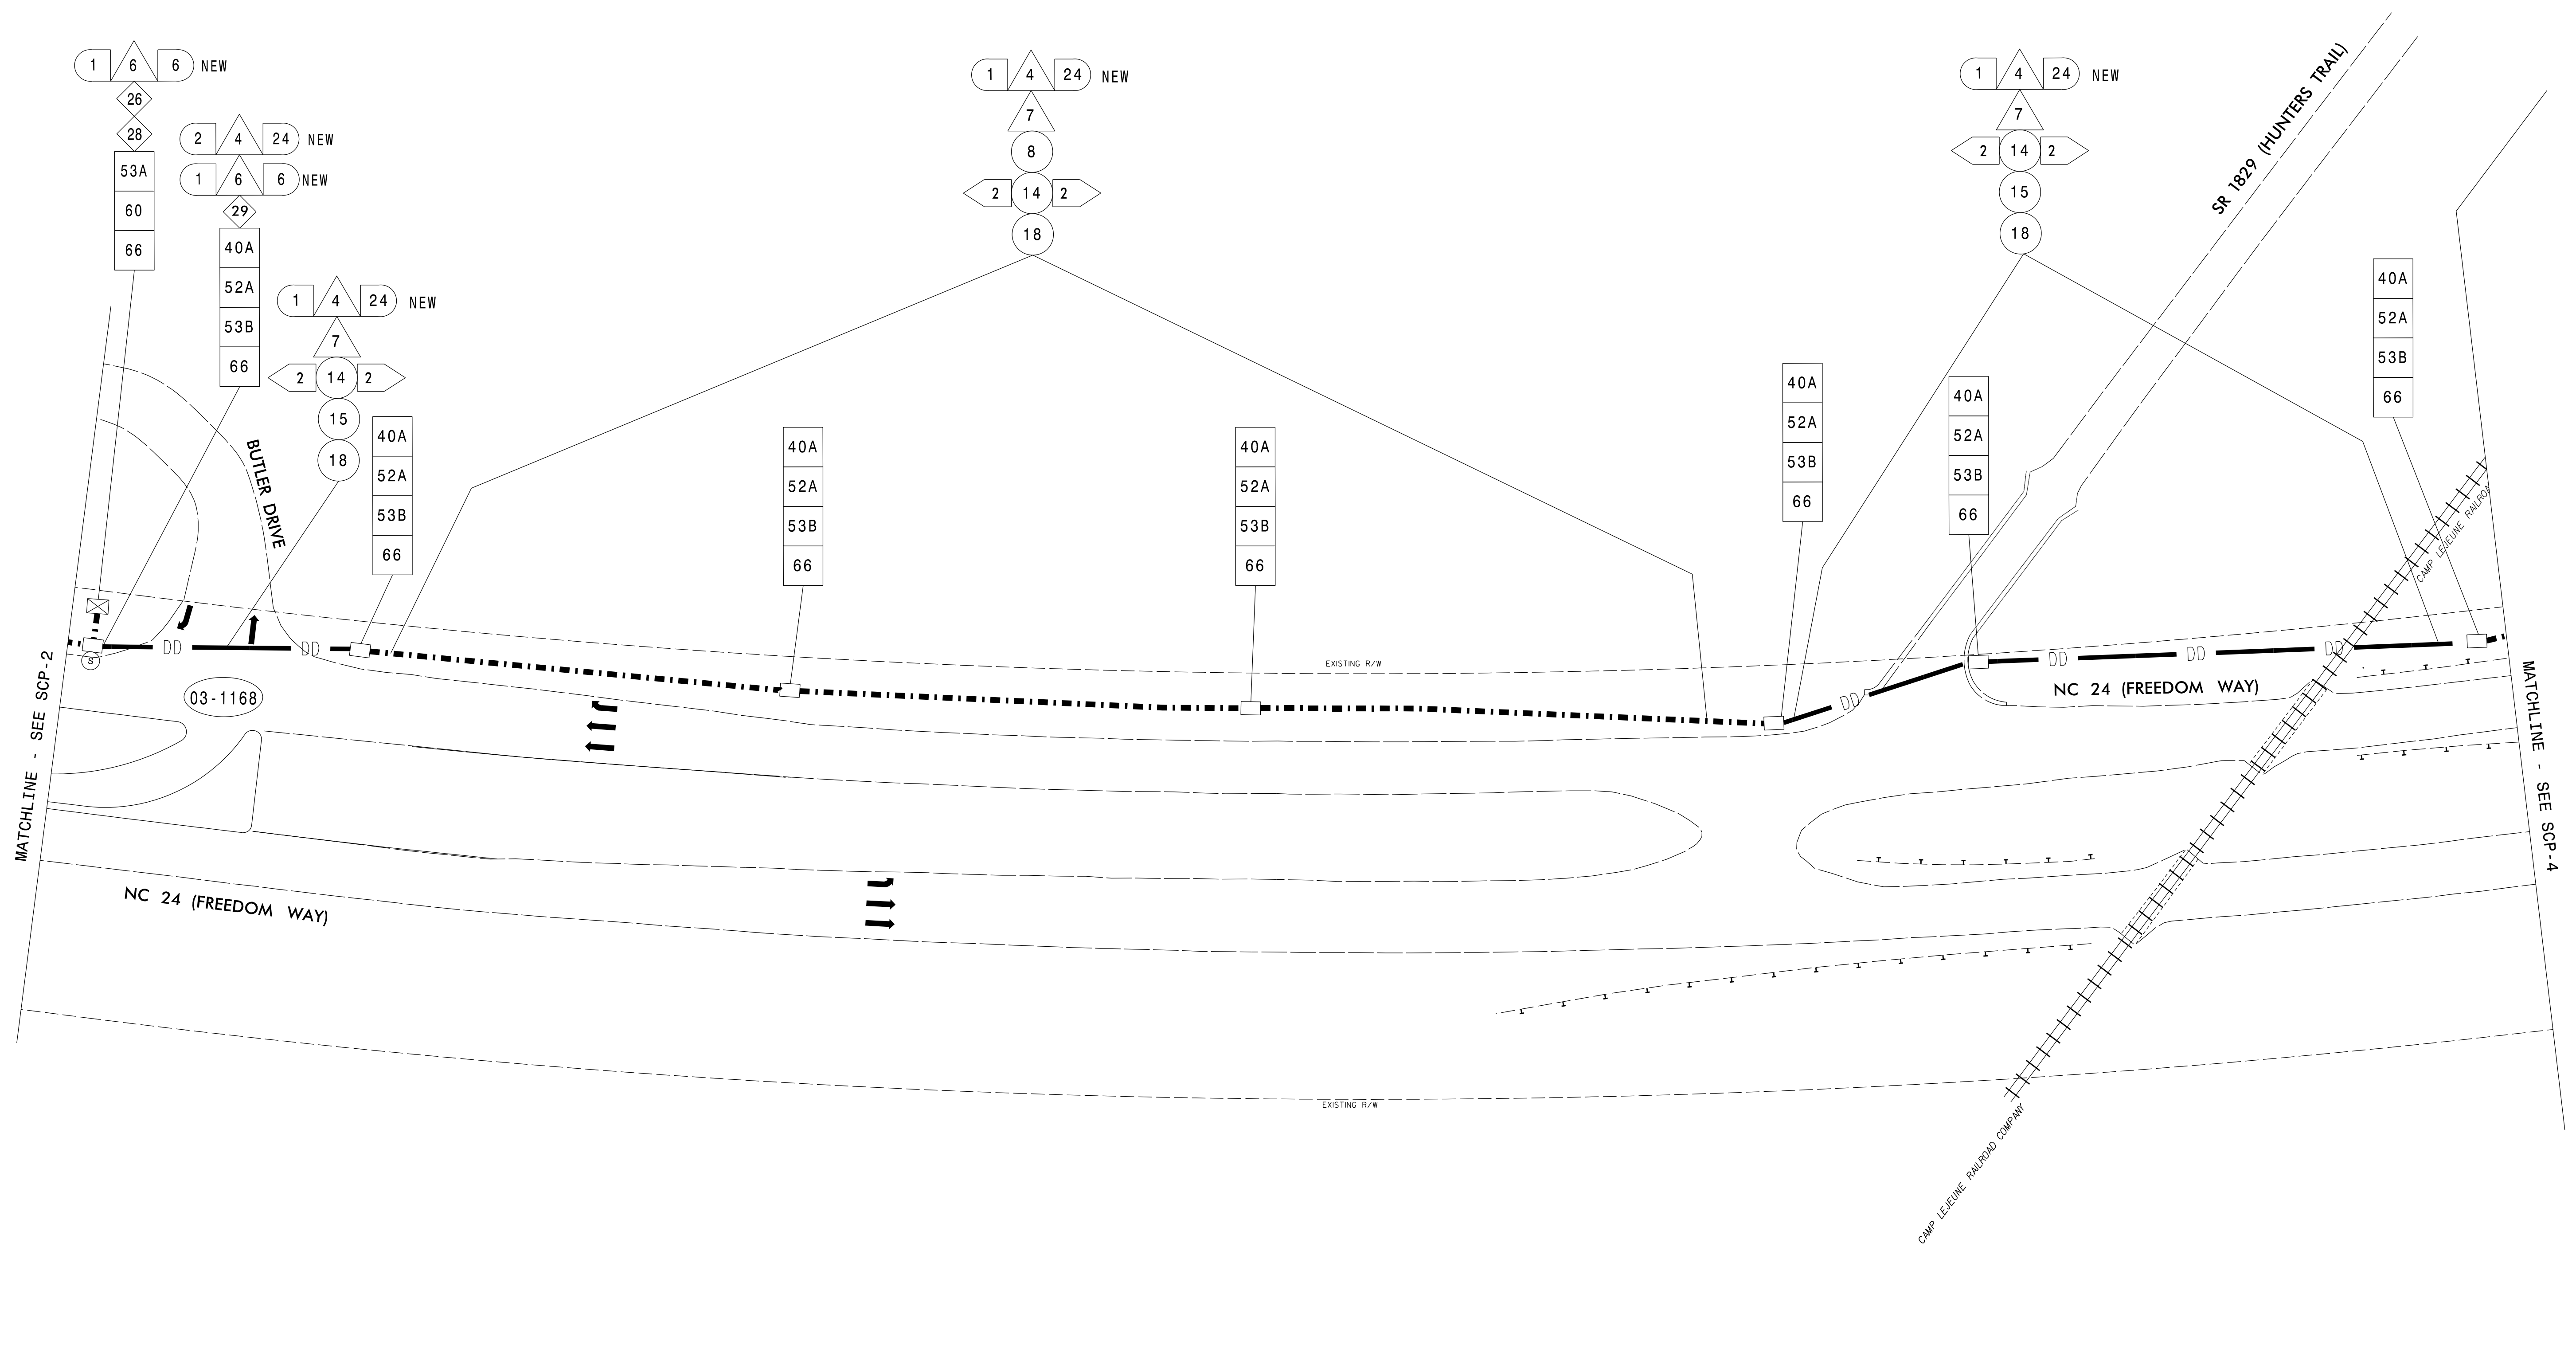 1 6 6 NEW
26
28
53A
60
66
2 4 24 NEW
1 6 6 NEW
29
40A
52A
53B
66
1 4 24 NEW
7
2 14 2
15
18
40A
52A
53B
66
BUTLER DRIVE
1 4 24 NEW
7
8
2 14 2
18
40A
52A
53B
66
40A
52A
53B
66
1 4 24 NEW
7
2 14 2
15
18
40A
52A
53B
66
40A
52A
53B
66
SR 1829 (HUNTERS TRAIL)
40A
52A
53B
66
CAMP LEJEUNE RAILROA
DD
DD
DD
DD
DD
DD
S
03-1168
EXISTING R/W
NC 24 (FREEDOM WAY)
MATCHLINE - SEE SCP-2
MATCHLINE - SEE SCP-4
NC 24 (FREEDOM WAY)
EXISTING R/W
CAMP LEJEUNE RAILROAD COMPANY